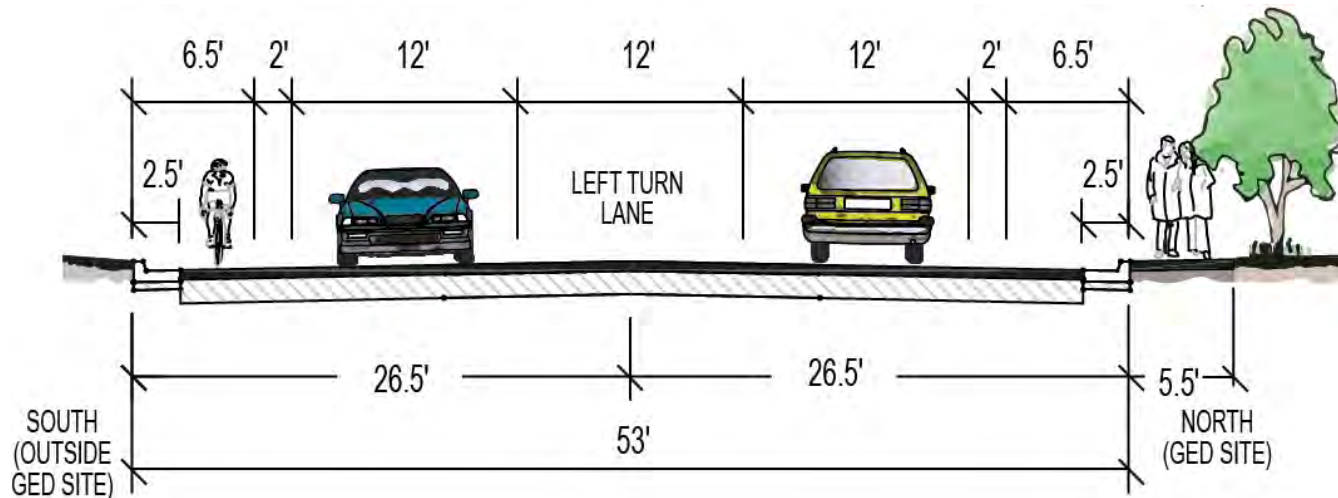 6.5' 2' 12' 12' 12' 2' 6.5'
2.5' 2.5'
LEFT TURN
LANE
26.5' 26.5' 5.5'
SOUTH
(OUTSIDE
GED SITE)
53'
NORTH
(GED SITE)